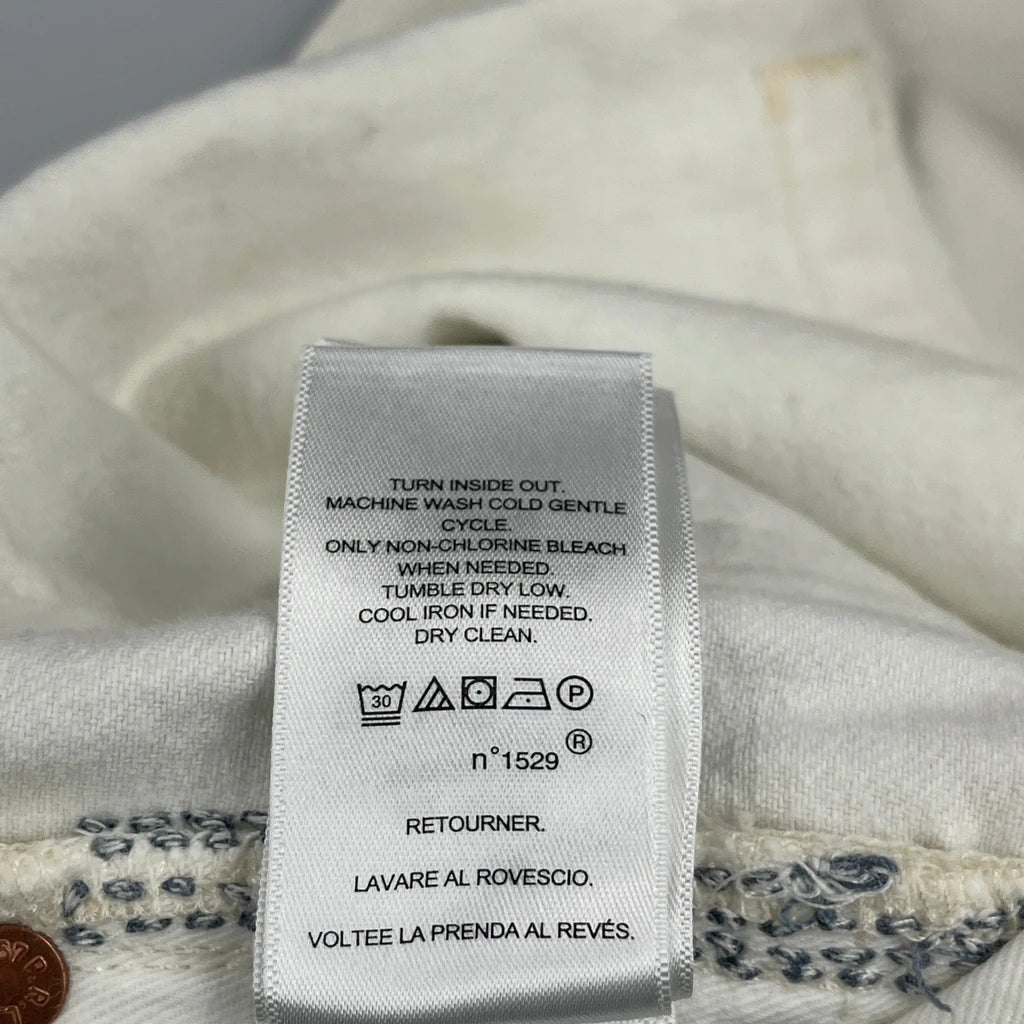 TURN INSIDE OUT.
MACHINE WASH COLD GENTLE
CYCLE.
ONLY NON-CHLORINE BLEACH
WHEN NEEDED.
TUMBLE DRY LOW.
COOL IRON IF NEEDED.
DRY CLEAN.
30 P
n°1529 ®
RETOURNER.
LAVARE AL ROVESCIO.
VOLTEE LA PRENDA AL REVÉS.